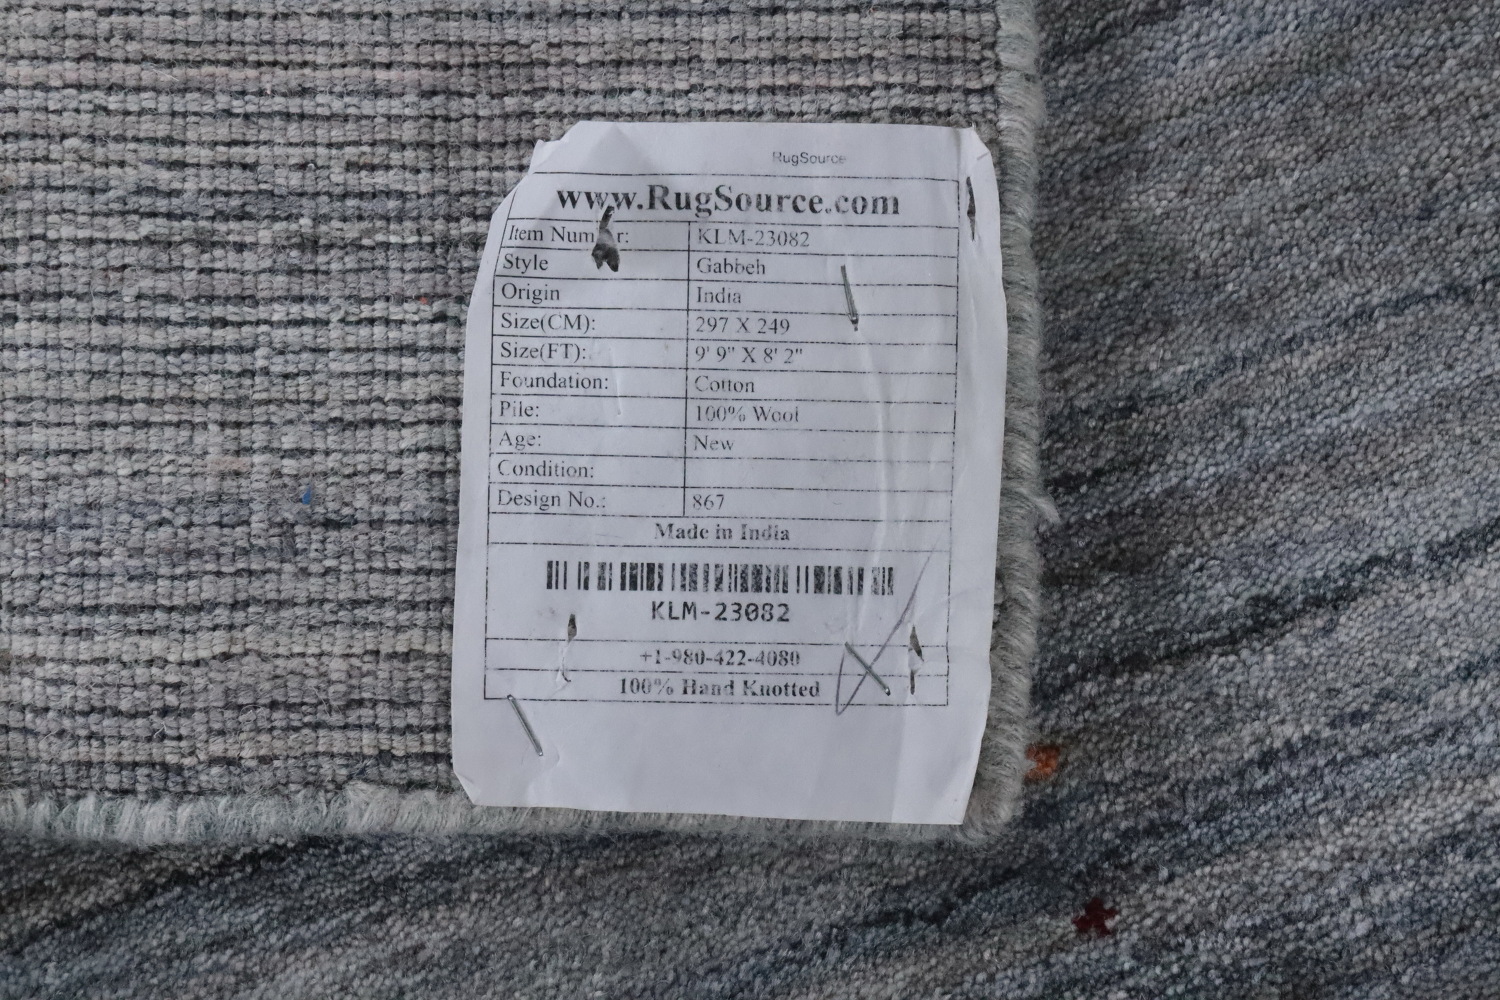 RugSource
www.RugSource.com
Item Number: KLM-23082
Style Gabbeh
Origin India
Size(CM): 297 X 249
Size(FT): 9' 9" X 8' 2"
Foundation: Cotton
Pile: 100% Wool
Age: New
Condition:
Design No.: 867
Made in India
KLM-23082
+1-980-422-4080
100% Hand Knotted